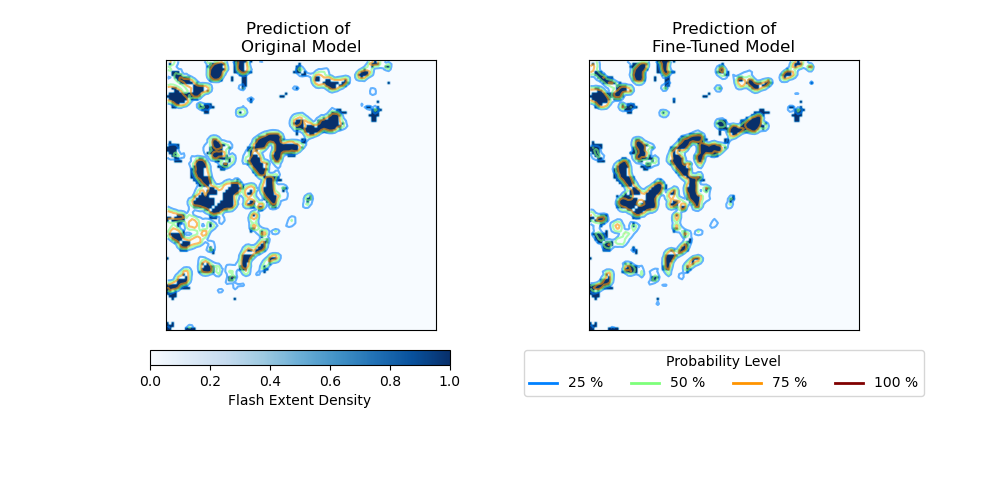 Prediction of
Original Model
Prediction of
Fine-Tuned Model
0.0 0.2 0.4 0.6 0.8 1.0
Flash Extent Density
Probability Level
25 % 50 % 75 % 100 %